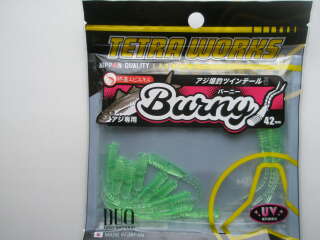 TETRA WORKS
NIPPON QUALITY
アジ爆釣ツインテール
バーニー
Burny
アジ専用
42mm
DUO
UV
MADE IN JAPAN